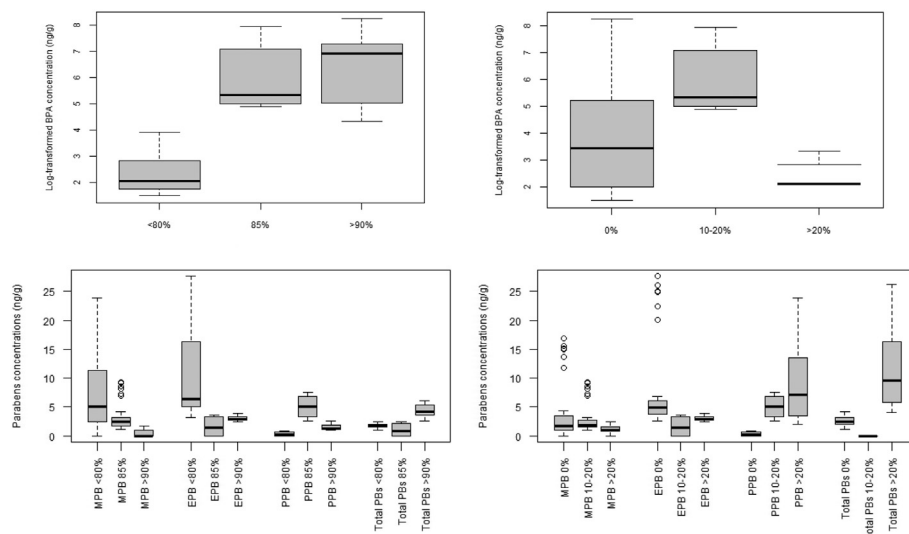 Log-transformed BPA concentration (ng/g)
8
7
6
5
4
3
2
<80%
85%
>90%
Log-transformed BPA concentration (ng/g)
8
7
6
5
4
3
2
1
0%
10-20%
>20%
Parabens concentrations (ng/g)
25
20
15
10
5
0
MPB <80%
MPB 85%
MPB >90%
EPB <80%
EPB 85%
EPB >90%
PPB <80%
PPB 85%
PPB >90%
Total PBs <80%
Total PBs 85%
Total PBs >90%
Parabens concentrations (ng/g)
25
20
15
10
5
0
MPB 0%
MPB 10-20%
MPB >20%
EPB 0%
EPB 10-20%
EPB >20%
PPB 0%
PPB 10-20%
PPB >20%
Total PBs 0%
otal PBs 10-20%
Total PBs >20%